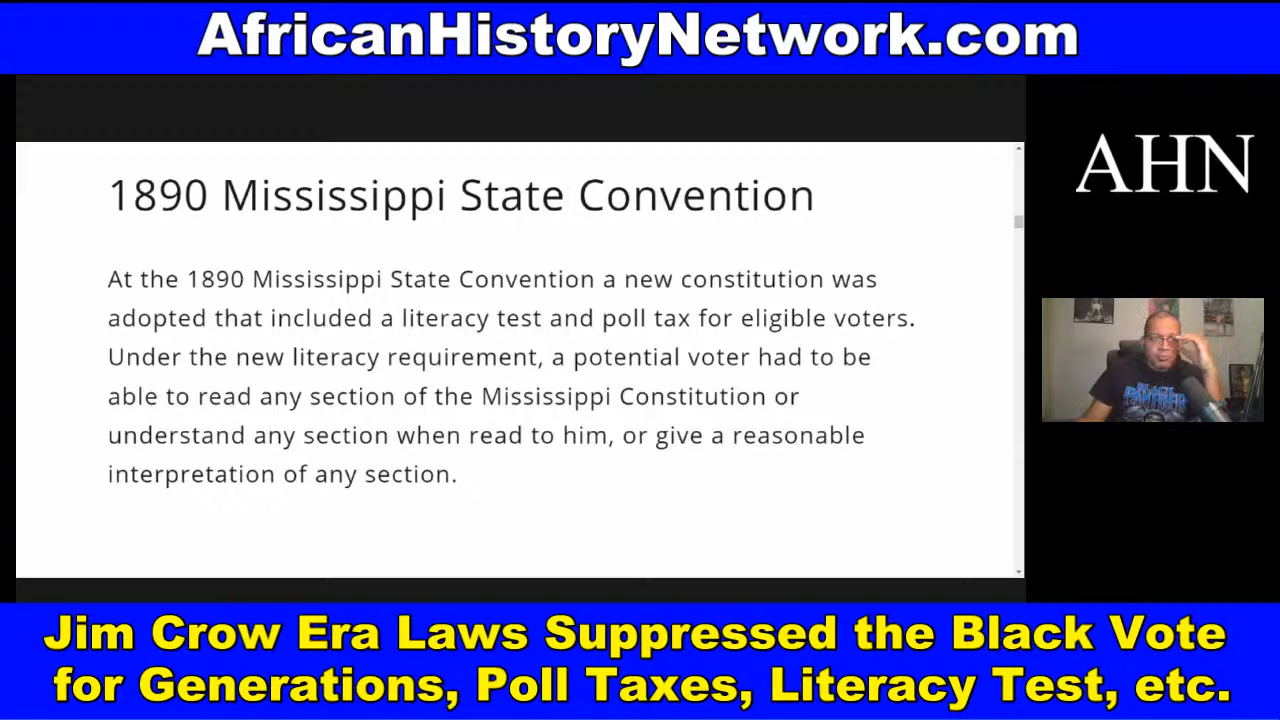 AfricanHistoryNetwork.com
AHN
1890 Mississippi State Convention
At the 1890 Mississippi State Convention a new constitution was
adopted that included a literacy test and poll tax for eligible voters.
Under the new literacy requirement, a potential voter had to be
able to read any section of the Mississippi Constitution or
understand any section when read to him, or give a reasonable
interpretation of any section.
BLACK
PANTHER
Jim Crow Era Laws Suppressed the Black Vote
for Generations, Poll Taxes, Literacy Test, etc.